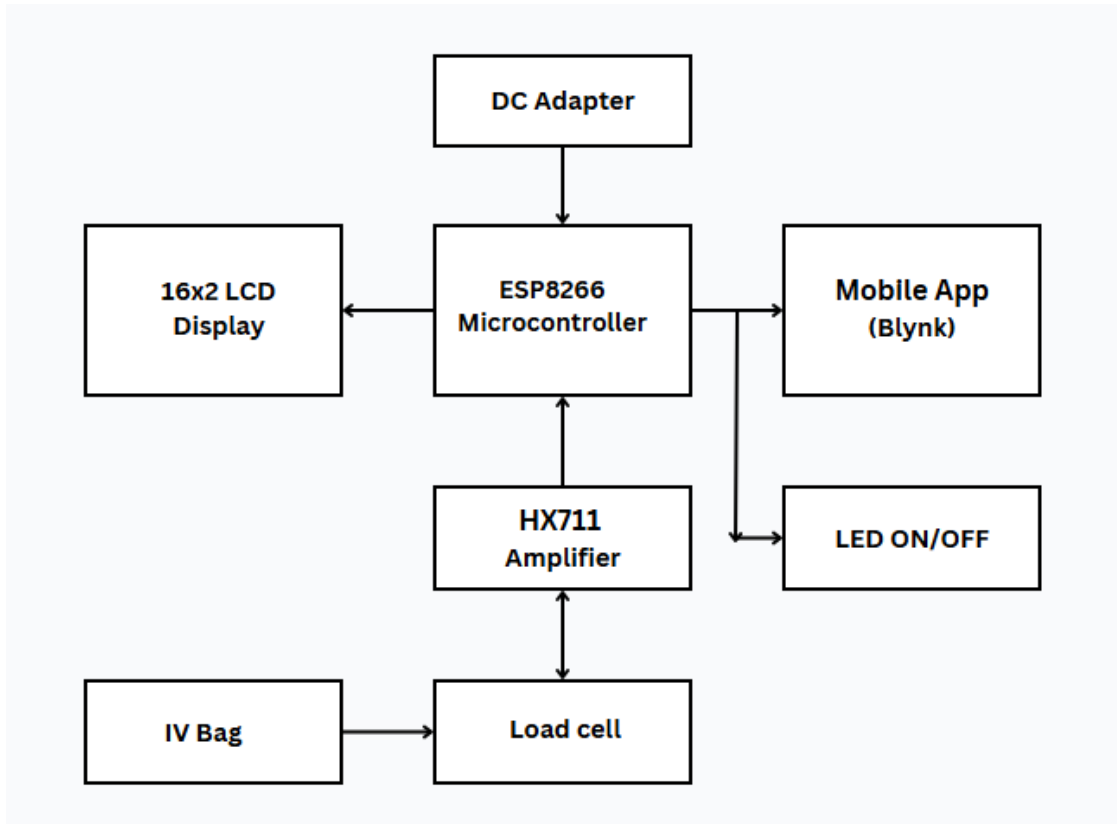 DC Adapter
16x2 LCD
Display
ESP8266
Microcontroller
Mobile App
(Blynk)
HX711
Amplifier
LED ON/OFF
IV Bag
Load cell